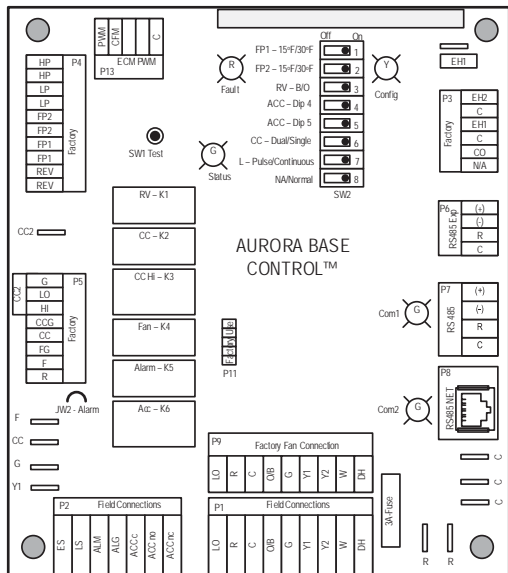 PWM
CFM
C
P13
ECM PWM
P4
HP
HP
LP
LP
FP2
FP2
FP1
FP1
REV
REV
Factory
R
Fault
SW1 Test
G
Status
Off On
FP1 – 15ºF/30ºF 1
FP2 – 15ºF/30ºF 2
RV – B/O 3
ACC – Dip 4 4
ACC – Dip 5 5
CC – Dual/Single 6
L – Pulse/Continuous 7
NA/Normal 8
SW2
Y
Config
EH1
P3
EH2
C
EH1
C
CO
N/A
Factory
RV – K1
CC – K2
CC Hi – K3
Fan – K4
Alarm – K5
Acc – K6
AURORA BASE
CONTROL™
CC2
P6
(+)
(-)
R
C
RS485 Exp
CC2
P5
G
LO
HI
CCG
CC
FG
F
R
Factory
JW2 - Alarm
Factory Use
P11
Com1
G
P7
(+)
(-)
R
C
RS 485
Com2
G
P8
RS485 NET
F
CC
G
Y1
P9
Factory Fan Connection
LO
R
C
O/B
G
Y1
Y2
W
DH
3A-Fuse
C
C
C
P2
Field Connections
ES
LS
ALM
ALG
ACC c
ACC no
ACC nc
P1
Field Connections
LO
R
C
O/B
G
Y1
Y2
W
DH
R
R